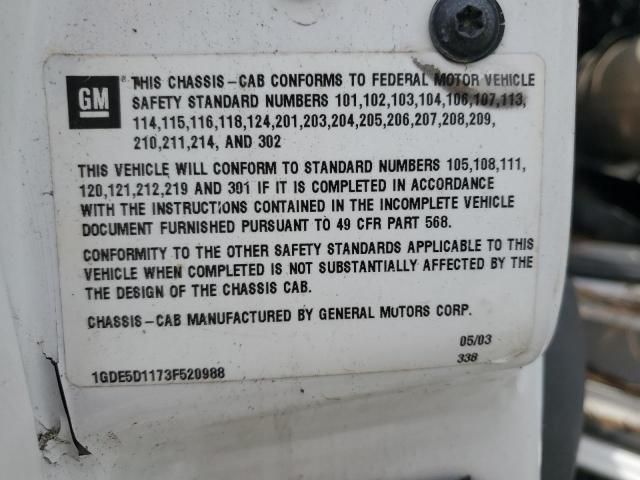 GM
® THIS CHASSIS-CAB CONFORMS TO FEDERAL MOTOR VEHICLE
SAFETY STANDARD NUMBERS 101,102,103,104,106,107,113,
114,115,116,118,124,201,203,204,205,206,207,208,209,
210,211,214, AND 302
THIS VEHICLE WILL CONFORM TO STANDARD NUMBERS 105,108,111,
120,121,212,219 AND 301 IF IT IS COMPLETED IN ACCORDANCE
WITH THE INSTRUCTIONS CONTAINED IN THE INCOMPLETE VEHICLE
DOCUMENT FURNISHED PURSUANT TO 49 CFR PART 568.
CONFORMITY TO THE OTHER SAFETY STANDARDS APPLICABLE TO THIS
VEHICLE WHEN COMPLETED IS NOT SUBSTANTIALLY AFFECTED BY THE
THE DESIGN OF THE CHASSIS CAB.
CHASSIS-CAB MANUFACTURED BY GENERAL MOTORS CORP.
05/03
338
1GDE5D1173F520988